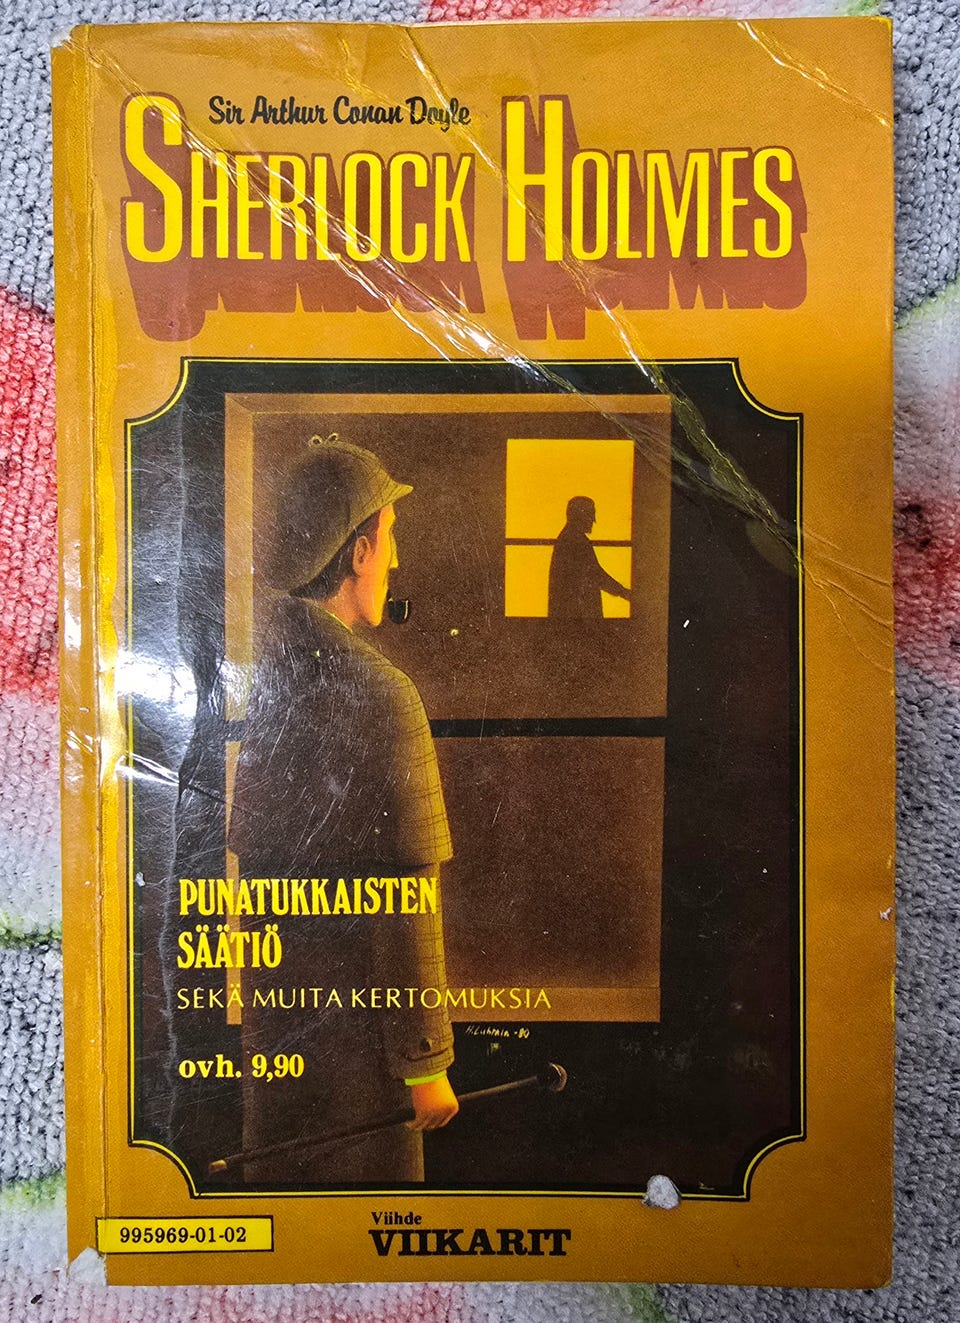 Sir Arthur Conan Doyle
SHERLOCK HOLMES
PUNATUKKAISTEN
SÄÄTIÖ
SEKÄ MUITA KERTOMUKSIA
ovh. 9,90
995969-01-02
Viihde
VIIKARIT